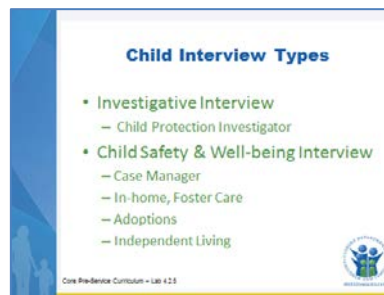 Child Interview Types
• Investigative Interview
– Child Protection Investigator
• Child Safety & Well-being Interview
– Case Manager
– In-home, Foster Care
– Adoptions
– Independent Living
Core Pre-Service Curriculum – Lab 4.2.5